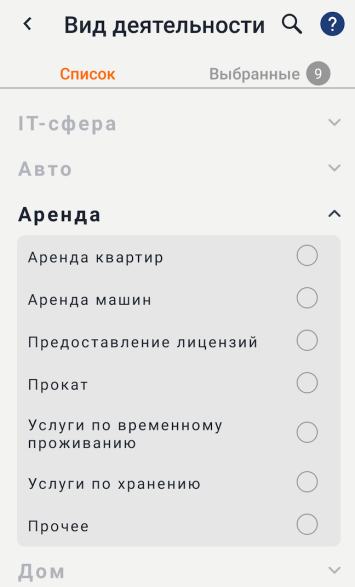 Вид деятельности ?
Список Выбранные 9
IT-сфера
Авто
Аренда
Аренда квартир
Аренда машин
Предоставление лицензий
Прокат
Услуги по временному
проживанию
Услуги по хранению
Прочее
Дом